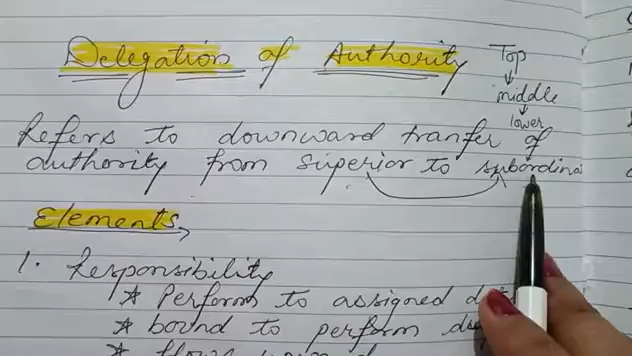 Delegation of Authority
Top
↓
middle
↓
lower
Refers to downward transfer of
authority from superior to subordina
Elements
1. Responsibility
* Perform to assigned
* bound to perform